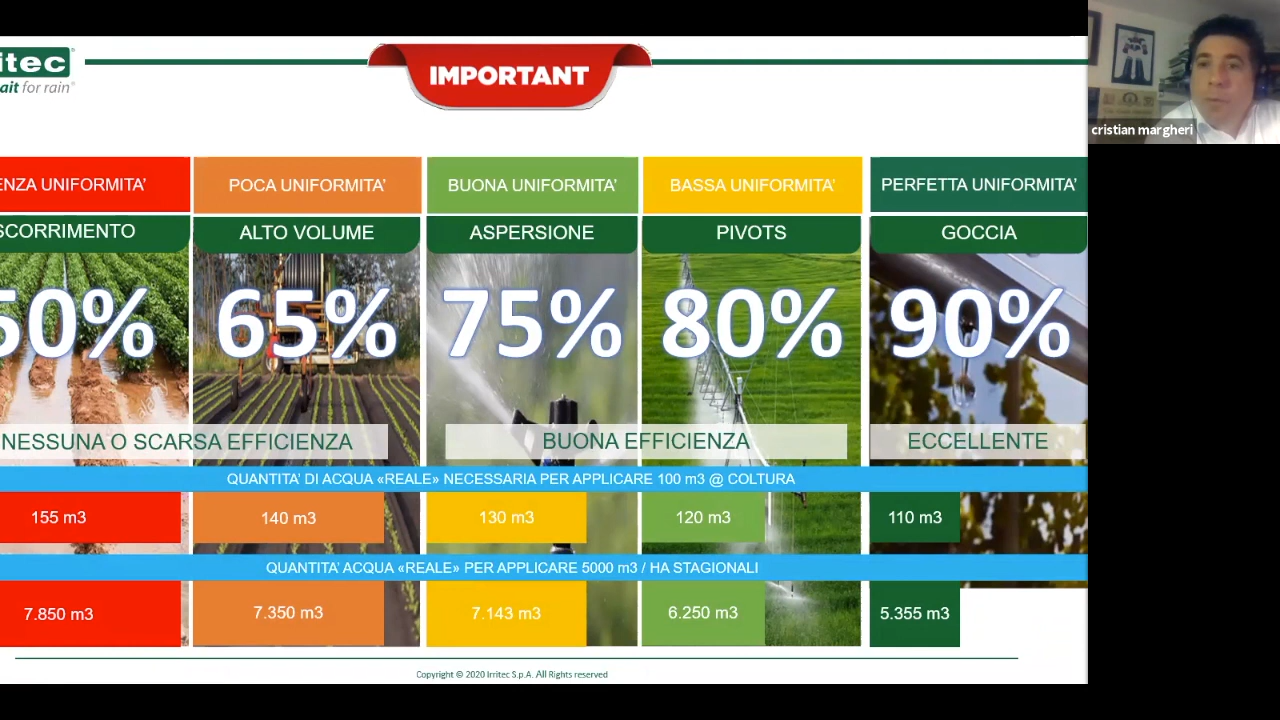 itec
ait for rain
IMPORTANT
cristian margheri
ENZA UNIFORMITA’
POCA UNIFORMITA’
BUONA UNIFORMITA’
BASSA UNIFORMITA’
PERFETTA UNIFORMITA’
SCORRIMENTO
ALTO VOLUME
ASPERSIONE
PIVOTS
GOCCIA
50%
65%
75%
80%
90%
NESSUNA O SCARSA EFFICIENZA
BUONA EFFICIENZA
ECCELLENTE
QUANTITA’ DI ACQUA «REALE» NECESSARIA PER APPLICARE 100 m3 @ COLTURA
155 m3
140 m3
130 m3
120 m3
110 m3
QUANTITA’ ACQUA «REALE» PER APPLICARE 5000 m3 / HA STAGIONALI
7.850 m3
7.350 m3
7.143 m3
6.250 m3
5.355 m3
Copyright © 2020 Irritec S.p.A. All Rights reserved